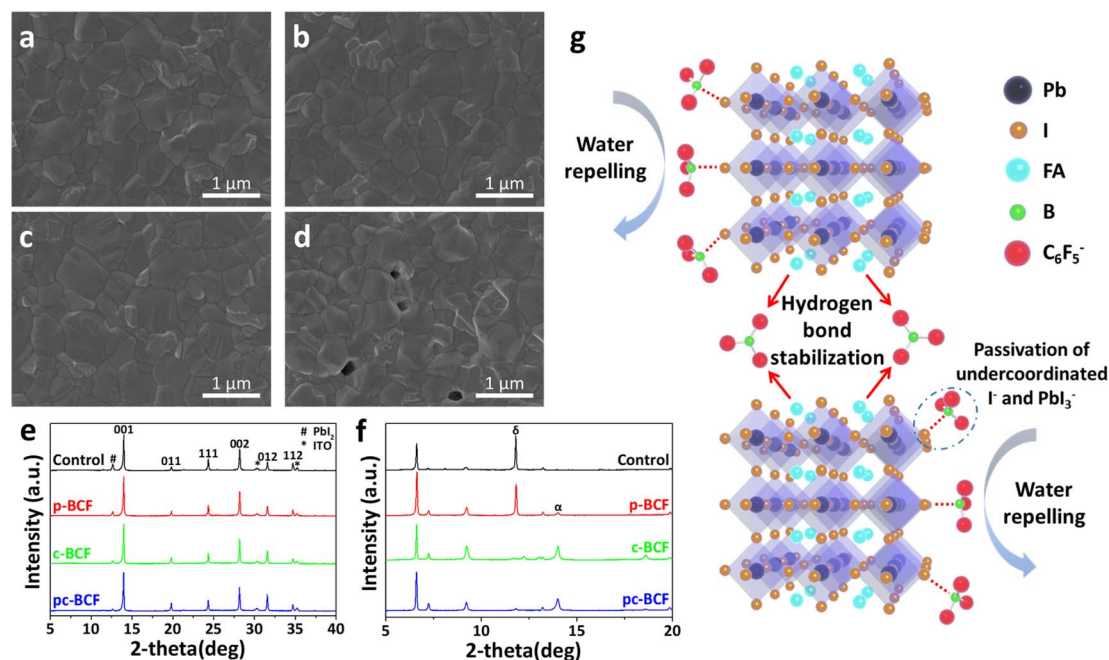 a
1 μm
b
1 μm
c
1 μm
d
1 μm
e
Intensity (a.u.)
Control
#
001
011
111
002
*
012
112
*
# PbI₂
* ITO
p-BCF
c-BCF
pc-BCF
5 10 15 20 25 30 35 40
2-theta(deg)
f
Intensity (a.u.)
δ
Control
p-BCF
α
c-BCF
pc-BCF
5 10 15 20
2-theta(deg)
g
Water
repelling
Pb
I
FA
B
C₆F₅⁻
Hydrogen
bond
stabilization
Passivation of
undercoordinated
I⁻ and PbI₃⁻
Water
repelling